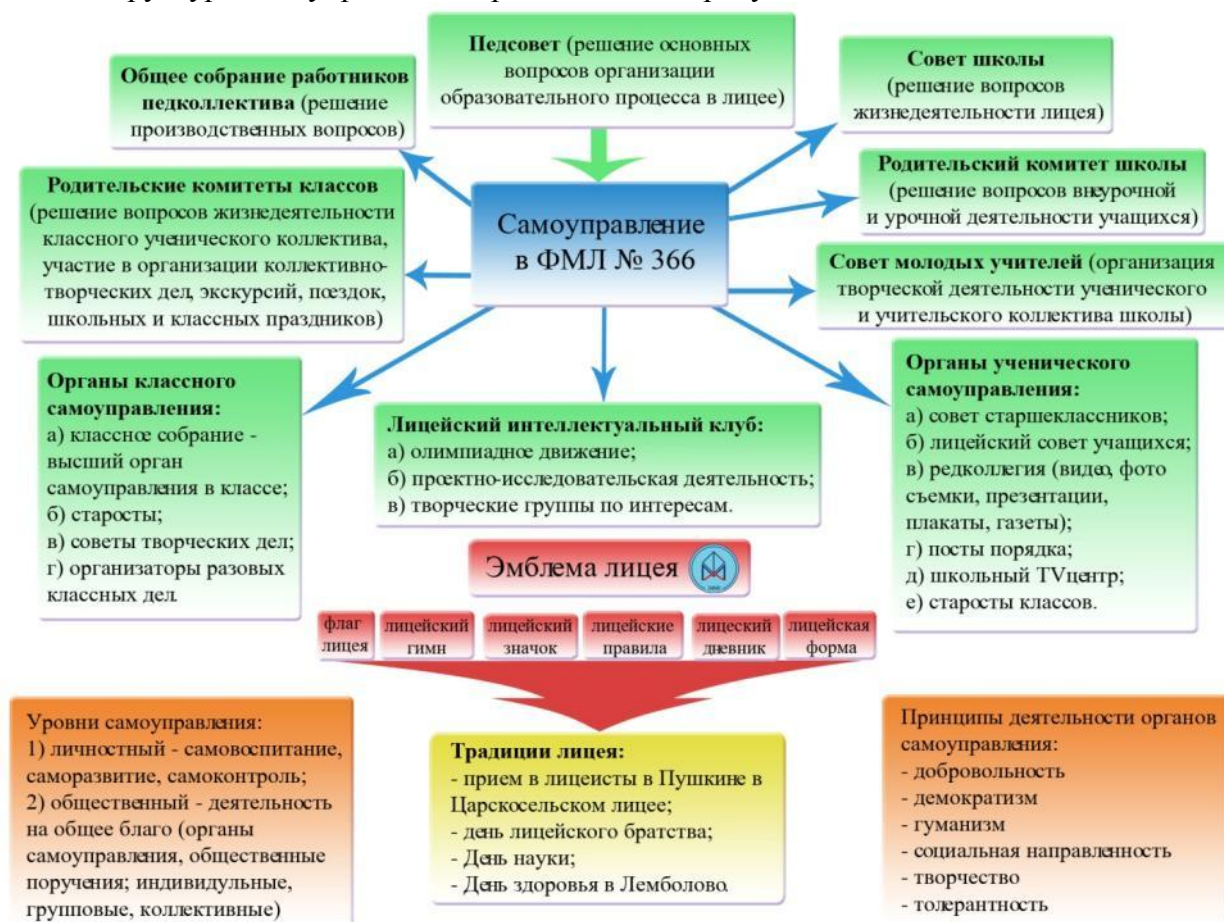 Педсовет (решение основных
вопросов организации
образовательного процесса в лицее)
Общее собрание работников
педколлектива (решение
производственных вопросов)
Совет школы
(решение вопросов
жизнедеятельности лицея)
Родительские комитеты классов
(решение вопросов жизнедеятельности
классного ученического коллектива,
участие в организации коллективно-
творческих дел, экскурсий, поездок,
школьных и классных праздников)
Самоуправление
в ФМЛ № 366
Родительский комитет школы
(решение вопросов внеурочной
и урочной деятельности учащихся)
Совет молодых учителей (организация
творческой деятельности ученического
и учительского коллектива школы)
Органы классного
самоуправления:
а) классное собрание -
высший орган
самоуправления в классе;
б) старосты;
в) советы творческих дел;
г) организаторы разовых
классных дел.
Лицейский интеллектуальный клуб:
а) олимпиадное движение;
б) проектно-исследовательская деятельность;
в) творческие группы по интересам.
Органы ученического
самоуправления:
а) совет старшеклассников;
б) лицейский совет учащихся;
в) редколлегия (видео, фото
съемки, презентации,
плакаты, газеты);
г) посты порядка;
д) школьный TVцентр;
е) старосты классов.
Эмблема лицея
флаг
лицея
лицейский
гимн
лицейский
значок
лицейские
правила
лицеский
дневник
лицейская
форма
Уровни самоуправления:
1) личностный - самовоспитание,
саморазвитие, самоконтроль;
2) общественный - деятельность
на общее благо (органы
самоуправления, общественные
поручения; индивидульные,
групповые, коллективные)
Традиции лицея:
- прием в лицеисты в Пушкине в
Царскосельском лицее;
- день лицейского братства;
- День науки;
- День здоровья в Лемболово.
Принципы деятельности органов
самоуправления:
- добровольность
- демократизм
- гуманизм
- социальная направленность
- творчество
- толерантность